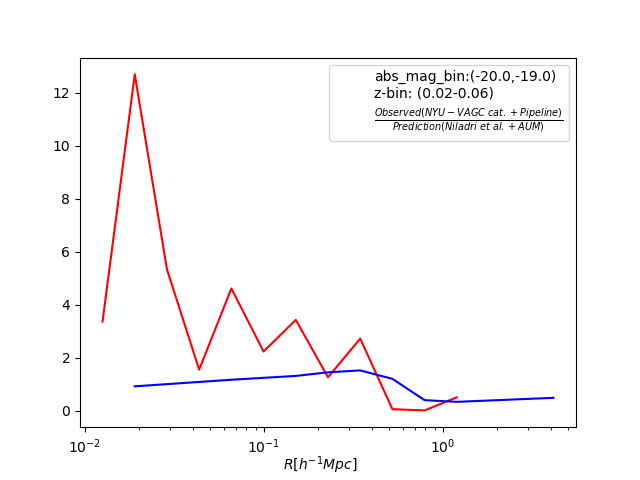 abs_mag_bin:(-20.0,-19.0)
z-bin: (0.02-0.06)
Observed(NYU − VAGC cat. + Pipeline)
Prediction(Niladri et al. + AUM)
12
10
8
6
4
2
0
10⁻² 10⁻¹ 10⁰
R[h⁻¹Mpc]